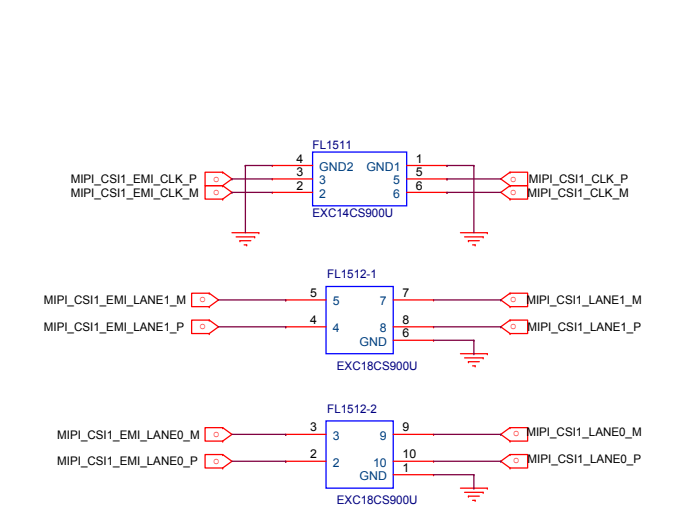 FL1511
4 GND2 GND1 1
MIPI_CSI1_EMI_CLK_P 3 3 5 5 MIPI_CSI1_CLK_P
MIPI_CSI1_EMI_CLK_M 2 2 6 6 MIPI_CSI1_CLK_M
EXC14CS900U
FL1512-1
MIPI_CSI1_EMI_LANE1_M 5 5 7 7 MIPI_CSI1_LANE1_M
MIPI_CSI1_EMI_LANE1_P 4 4 8 8 MIPI_CSI1_LANE1_P
GND 6
EXC18CS900U
FL1512-2
MIPI_CSI1_EMI_LANE0_M 3 3 9 9 MIPI_CSI1_LANE0_M
MIPI_CSI1_EMI_LANE0_P 2 2 10 10 MIPI_CSI1_LANE0_P
GND 1
EXC18CS900U